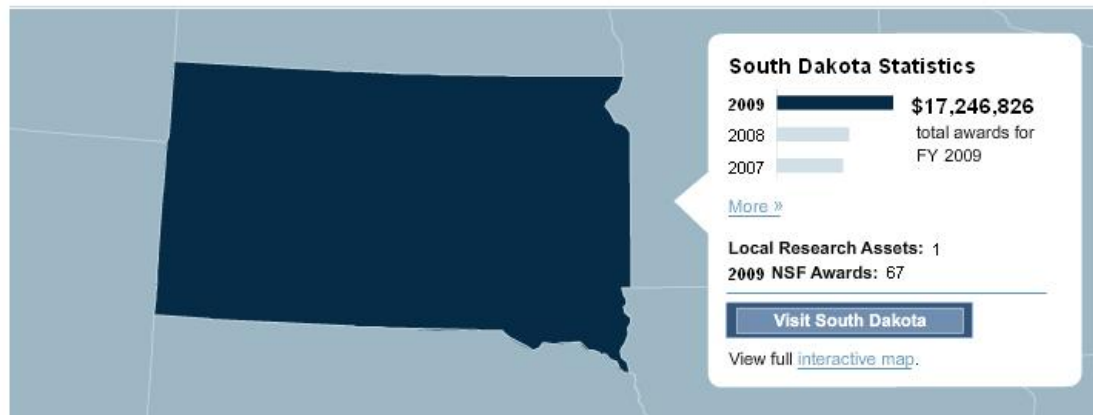 South Dakota Statistics
2009
$17,246,826
2008
total awards for
2007
FY 2009
More »
Local Research Assets: 1
2009 NSF Awards: 67
Visit South Dakota
View full interactive map.